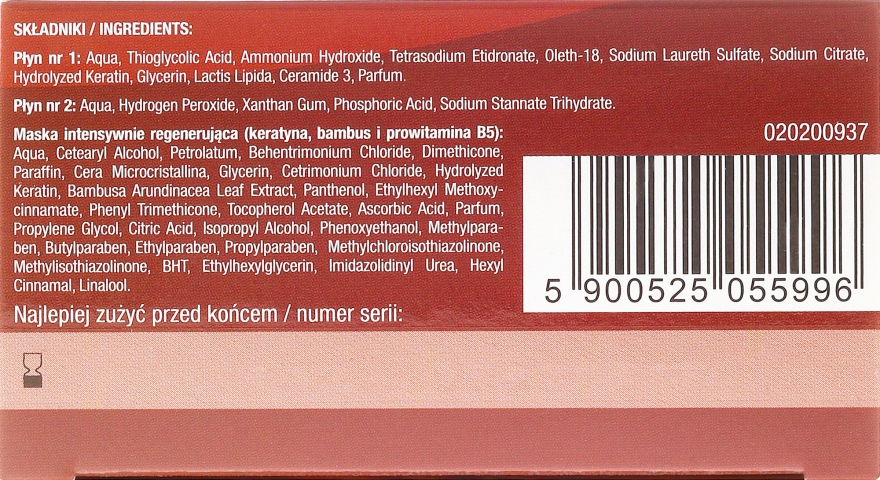 SKŁADNIKI / INGREDIENTS:
Płyn nr 1: Aqua, Thioglycolic Acid, Ammonium Hydroxide, Tetrasodium Etidronate, Oleth-18, Sodium Laureth Sulfate, Sodium Citrate,
Hydrolyzed Keratin, Glycerin, Lactis Lipida, Ceramide 3, Parfum.
Płyn nr 2: Aqua, Hydrogen Peroxide, Xanthan Gum, Phosphoric Acid, Sodium Stannate Trihydrate.
Maska intensywnie regenerująca (keratyna, bambus i prowitamina B5):
Aqua, Cetearyl Alcohol, Petrolatum, Behentrimonium Chloride, Dimethicone,
Paraffin, Cera Microcristallina, Glycerin, Cetrimonium Chloride, Hydrolyzed
Keratin, Bambusa Arundinacea Leaf Extract, Panthenol, Ethylhexyl Methoxy-
cinnamate, Phenyl Trimethicone, Tocopherol Acetate, Ascorbic Acid, Parfum,
Propylene Glycol, Citric Acid, Isopropyl Alcohol, Phenoxyethanol, Methylpara-
ben, Butylparaben, Ethylparaben, Propylparaben, Methylchloroisothiazolinone,
Methylisothiazolinone, BHT, Ethylhexylglycerin, Imidazolidinyl Urea, Hexyl
Cinnamal, Linalool.
Najlepiej zużyć przed końcem / numer serii:
020200937
5 900525 055996